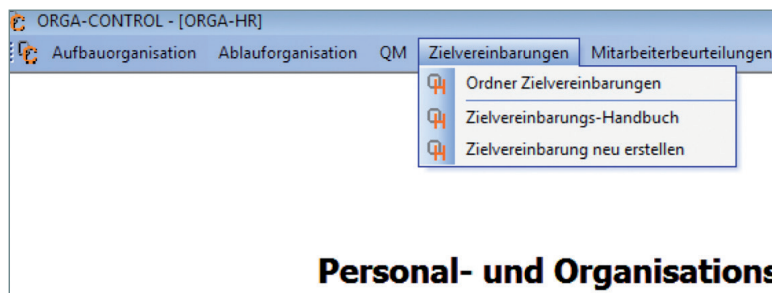 ORGA-CONTROL - [ORGA-HR]
Aufbauorganisation Ablauforganisation QM Zielvereinbarungen Mitarbeiterbeurteilungen
Ordner Zielvereinbarungen
Zielvereinbarungs-Handbuch
Zielvereinbarung neu erstellen
Personal- und Organisations